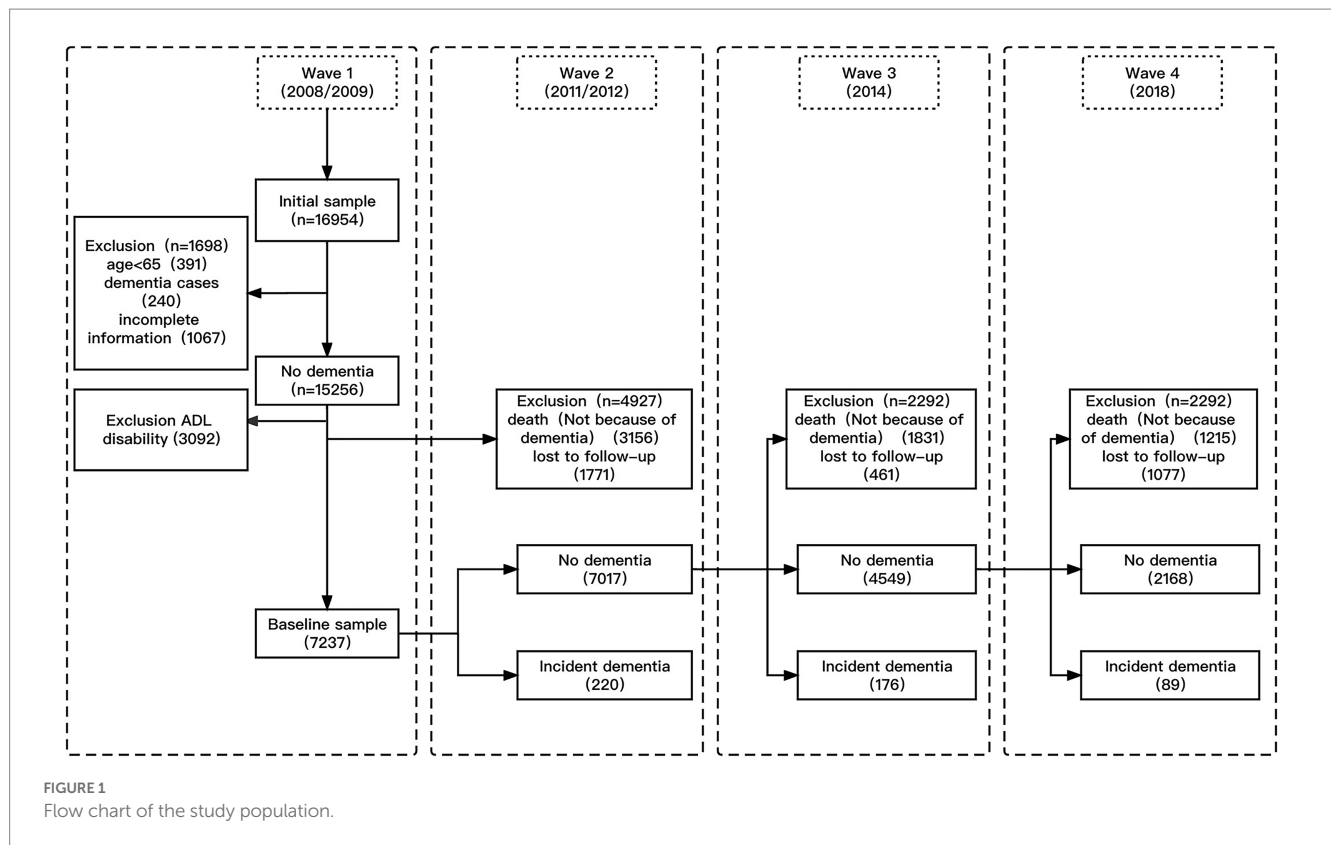 Wave 1
(2008/2009)
Initial sample
(n=16954)
Exclusion (n=1698)
age<65 (391)
dementia cases
(240)
incomplete
information (1067)
No dementia
(n=15256)
Exclusion ADL
disability (3092)
Baseline sample
(7237)
Wave 2
(2011/2012)
Exclusion (n=4927)
death (Not because of
dementia) (3156)
lost to follow-up
(1771)
No dementia
(7017)
Incident dementia
(220)
Wave 3
(2014)
Exclusion (n=2292)
death (Not because of
dementia) (1831)
lost to follow-up
(461)
No dementia
(4549)
Incident dementia
(176)
Wave 4
(2018)
Exclusion (n=2292)
death (Not because
of dementia) (1215)
lost to follow-up
(1077)
No dementia
(2168)
Incident dementia
(89)
FIGURE 1
Flow chart of the study population.